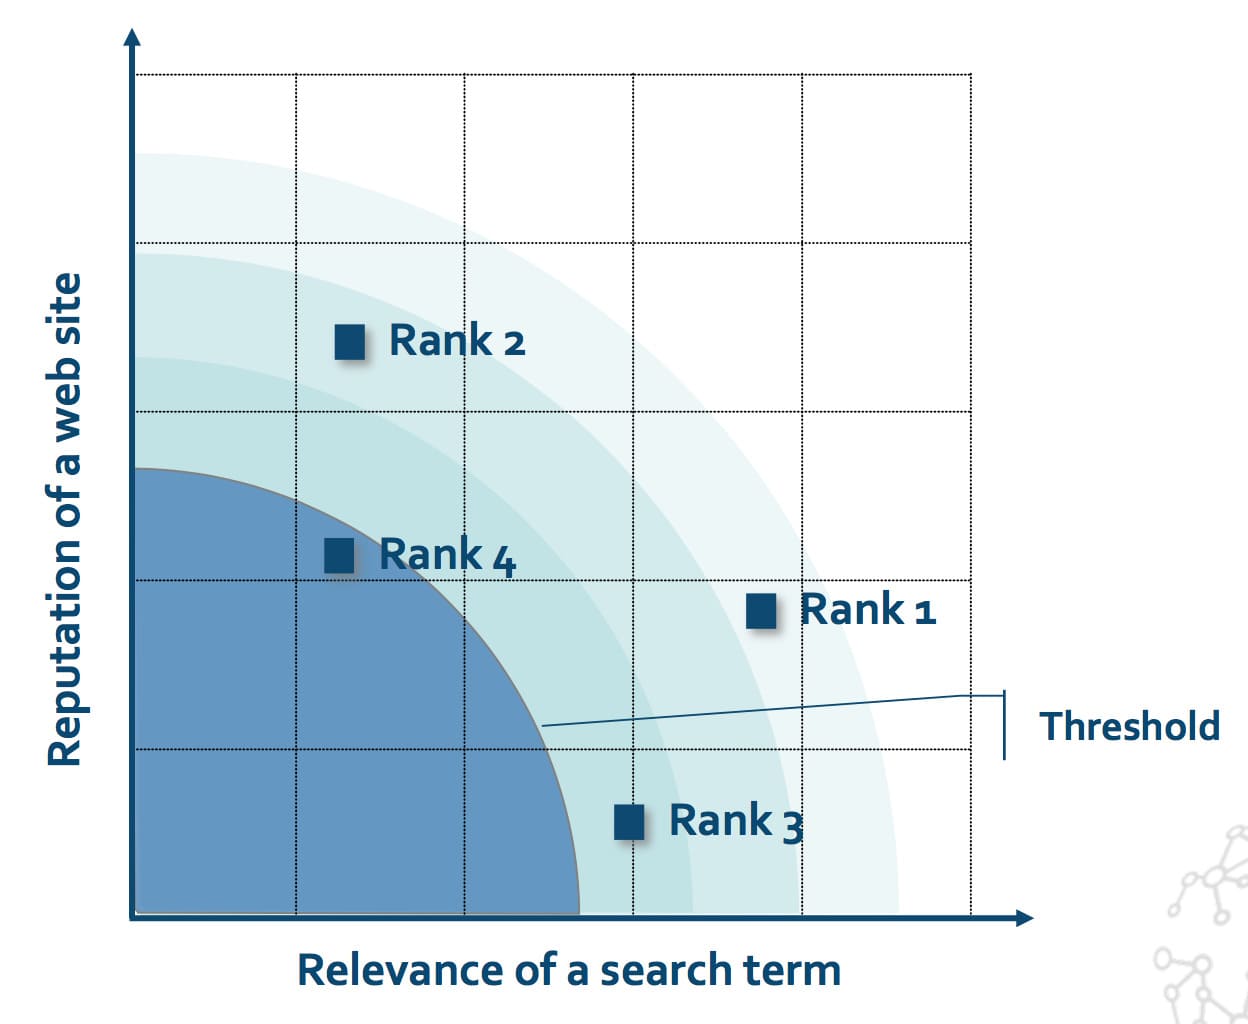 Reputation of a web site
Rank 2
Rank 4
Rank 1
Threshold
Rank 3
Relevance of a search term